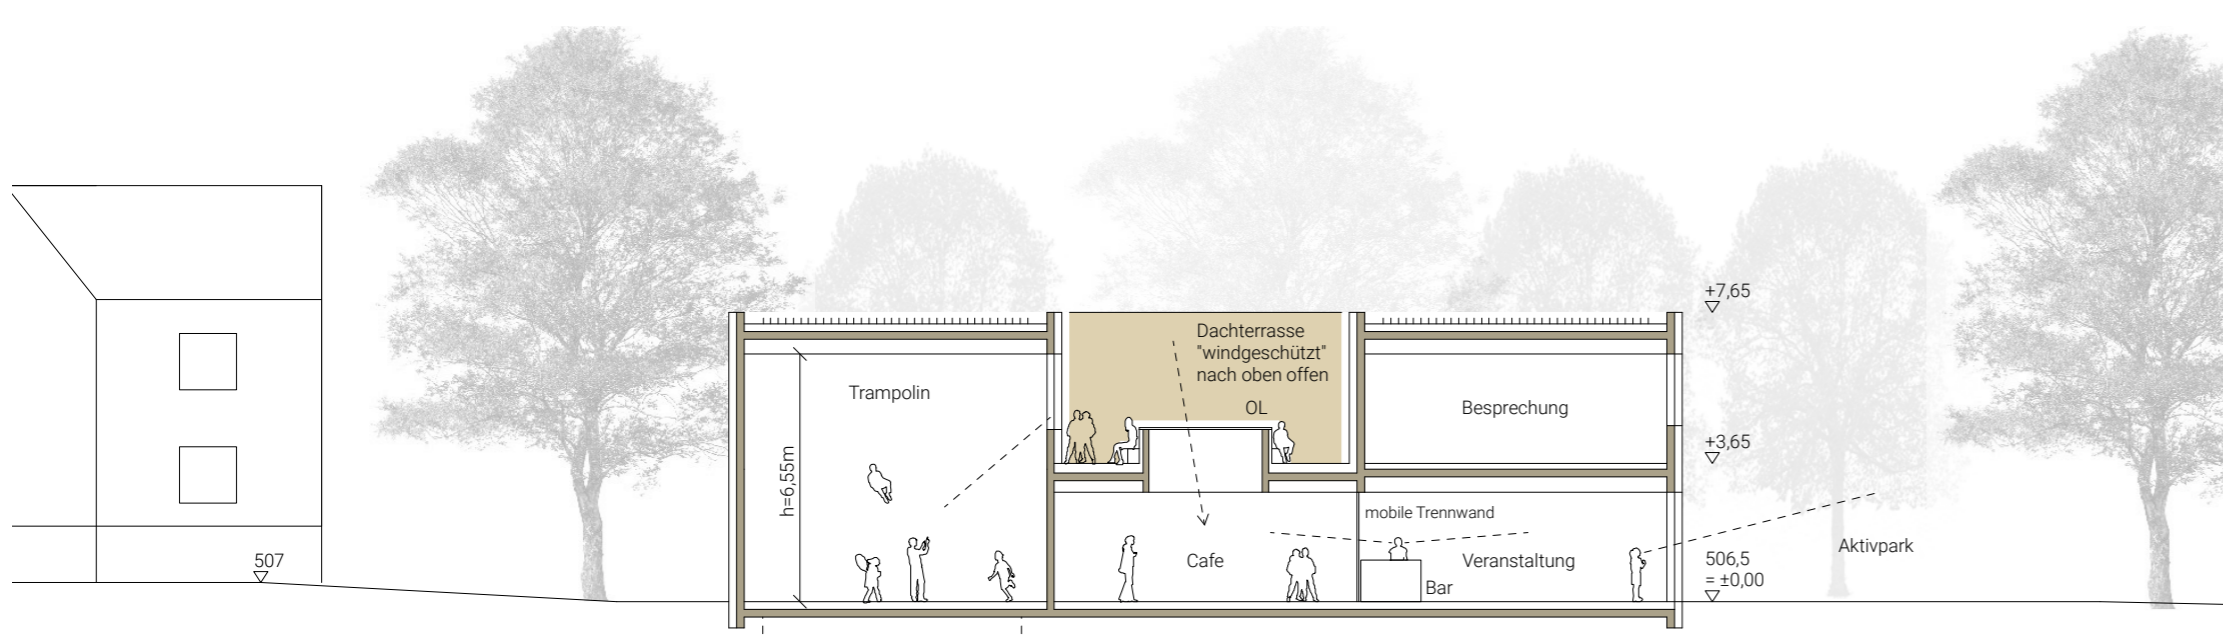 507
h=6,55m
Trampolin
Dachterrasse
"windgeschützt"
nach oben offen
OL
Besprechung
mobile Trennwand
Cafe
Veranstaltung
Bar
+7,65
+3,65
506,5
= ±0,00
Aktivpark